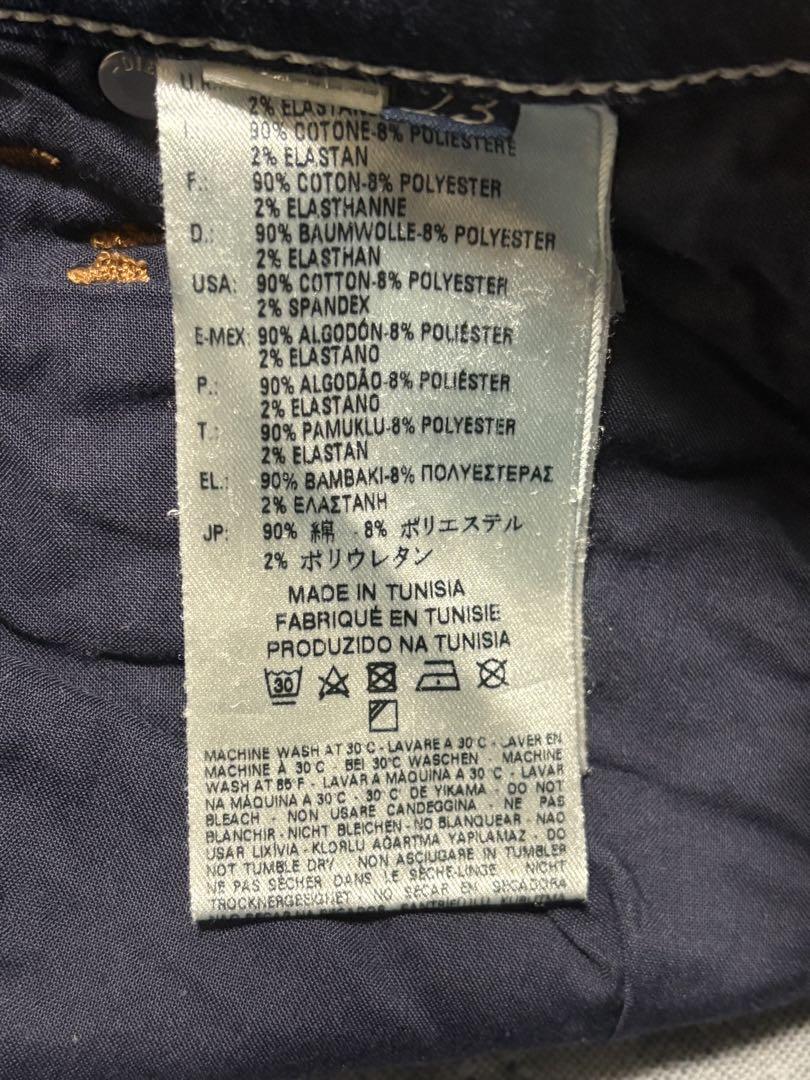 23
2% ELASTANE
I. 90% COTONE-8% POLIESTERE
2% ELASTAN
F.: 90% COTON-8% POLYESTER
2% ELASTHANNE
D.: 90% BAUMWOLLE-8% POLYESTER
2% ELASTHAN
USA: 90% COTTON-8% POLYESTER
2% SPANDEX
E-MEX: 90% ALGODÓN-8% POLIÉSTER
2% ELASTANO
P.: 90% ALGODÃO-8% POLIÉSTER
2% ELASTANO
T.: 90% PAMUKLU-8% POLYESTER
2% ELASTAN
EL.: 90% BAMBAKI-8% ΠΟΛΥΕΣΤΕΡΑΣ
2% ΕΛΑΣΤΑΝΗ
JP: 90% 綿 - 8% ポリエステル
2% ポリウレタン
MADE IN TUNISIA
FABRIQUÉ EN TUNISIE
PRODUZIDO NA TUNISIA
30
MACHINE WASH AT 30 C - LAVARE A 30 C - LAVER EN
MACHINE À 30 C BEI 30°C WASCHEN - MACHINE
WASH AT 85 F - LAVAR A MÁQUINA A 30 C - LAVAR
NA MÁQUINA A 30 C - 30 C' DE YIKAMA - DO NOT
BLEACH - NON USARE CANDEGGINA - NE PAS
BLANCHIR - NICHT BLEICHEN - NO BLANQUEAR - NAO
USAR LIXÍVIA - KLORLU AĞARTMA YAPILAMAZ - DO
NOT TUMBLE DRY NON ASCIUGARE IN TUMBLER
NE PAS SÉCHER DANS LE SÈCHE-LINGE NICHT
TROCKNERGEEIGNET NO SECAR EM SECADORA